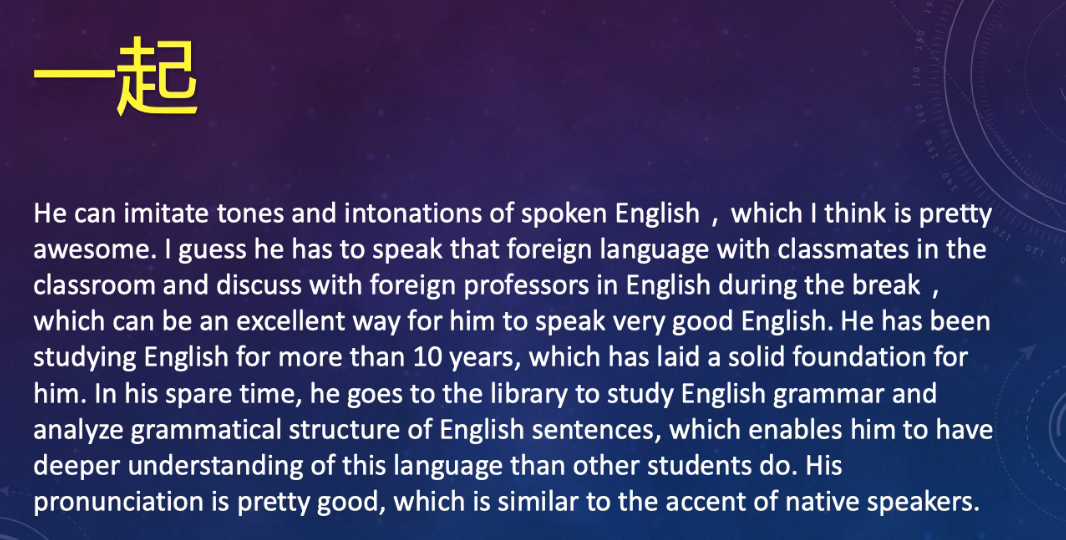 一起
He can imitate tones and intonations of spoken English ，which I think is pretty
awesome. I guess he has to speak that foreign language with classmates in the
classroom and discuss with foreign professors in English during the break ，
which can be an excellent way for him to speak very good English. He has been
studying English for more than 10 years, which has laid a solid foundation for
him. In his spare time, he goes to the library to study English grammar and
analyze grammatical structure of English sentences, which enables him to have
deeper understanding of this language than other students do. His
pronunciation is pretty good, which is similar to the accent of native speakers.